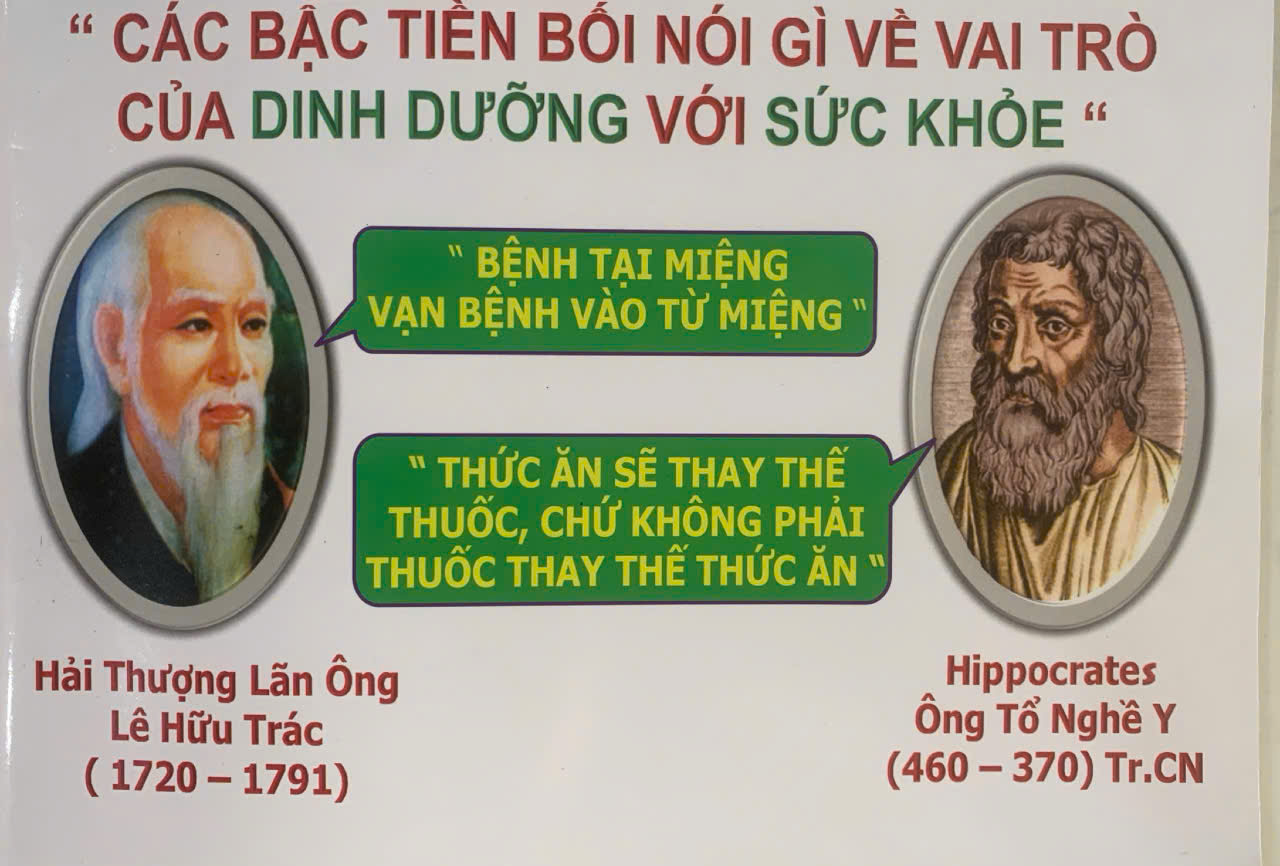 “ CÁC BẬC TIỀN BỐI NÓI GÌ VỀ VAI TRÒ
CỦA DINH DƯỠNG VỚI SỨC KHỎE “
“ BỆNH TẠI MIỆNG
VẠN BỆNH VÀO TỪ MIỆNG “
“ THỨC ĂN SẼ THAY THẾ
THUỐC, CHỨ KHÔNG PHẢI
THUỐC THAY THẾ THỨC ĂN “
Hải Thượng Lãn Ông
Lê Hữu Trác
( 1720 – 1791)
Hippocrates
Ông Tổ Nghề Y
(460 – 370) Tr.CN